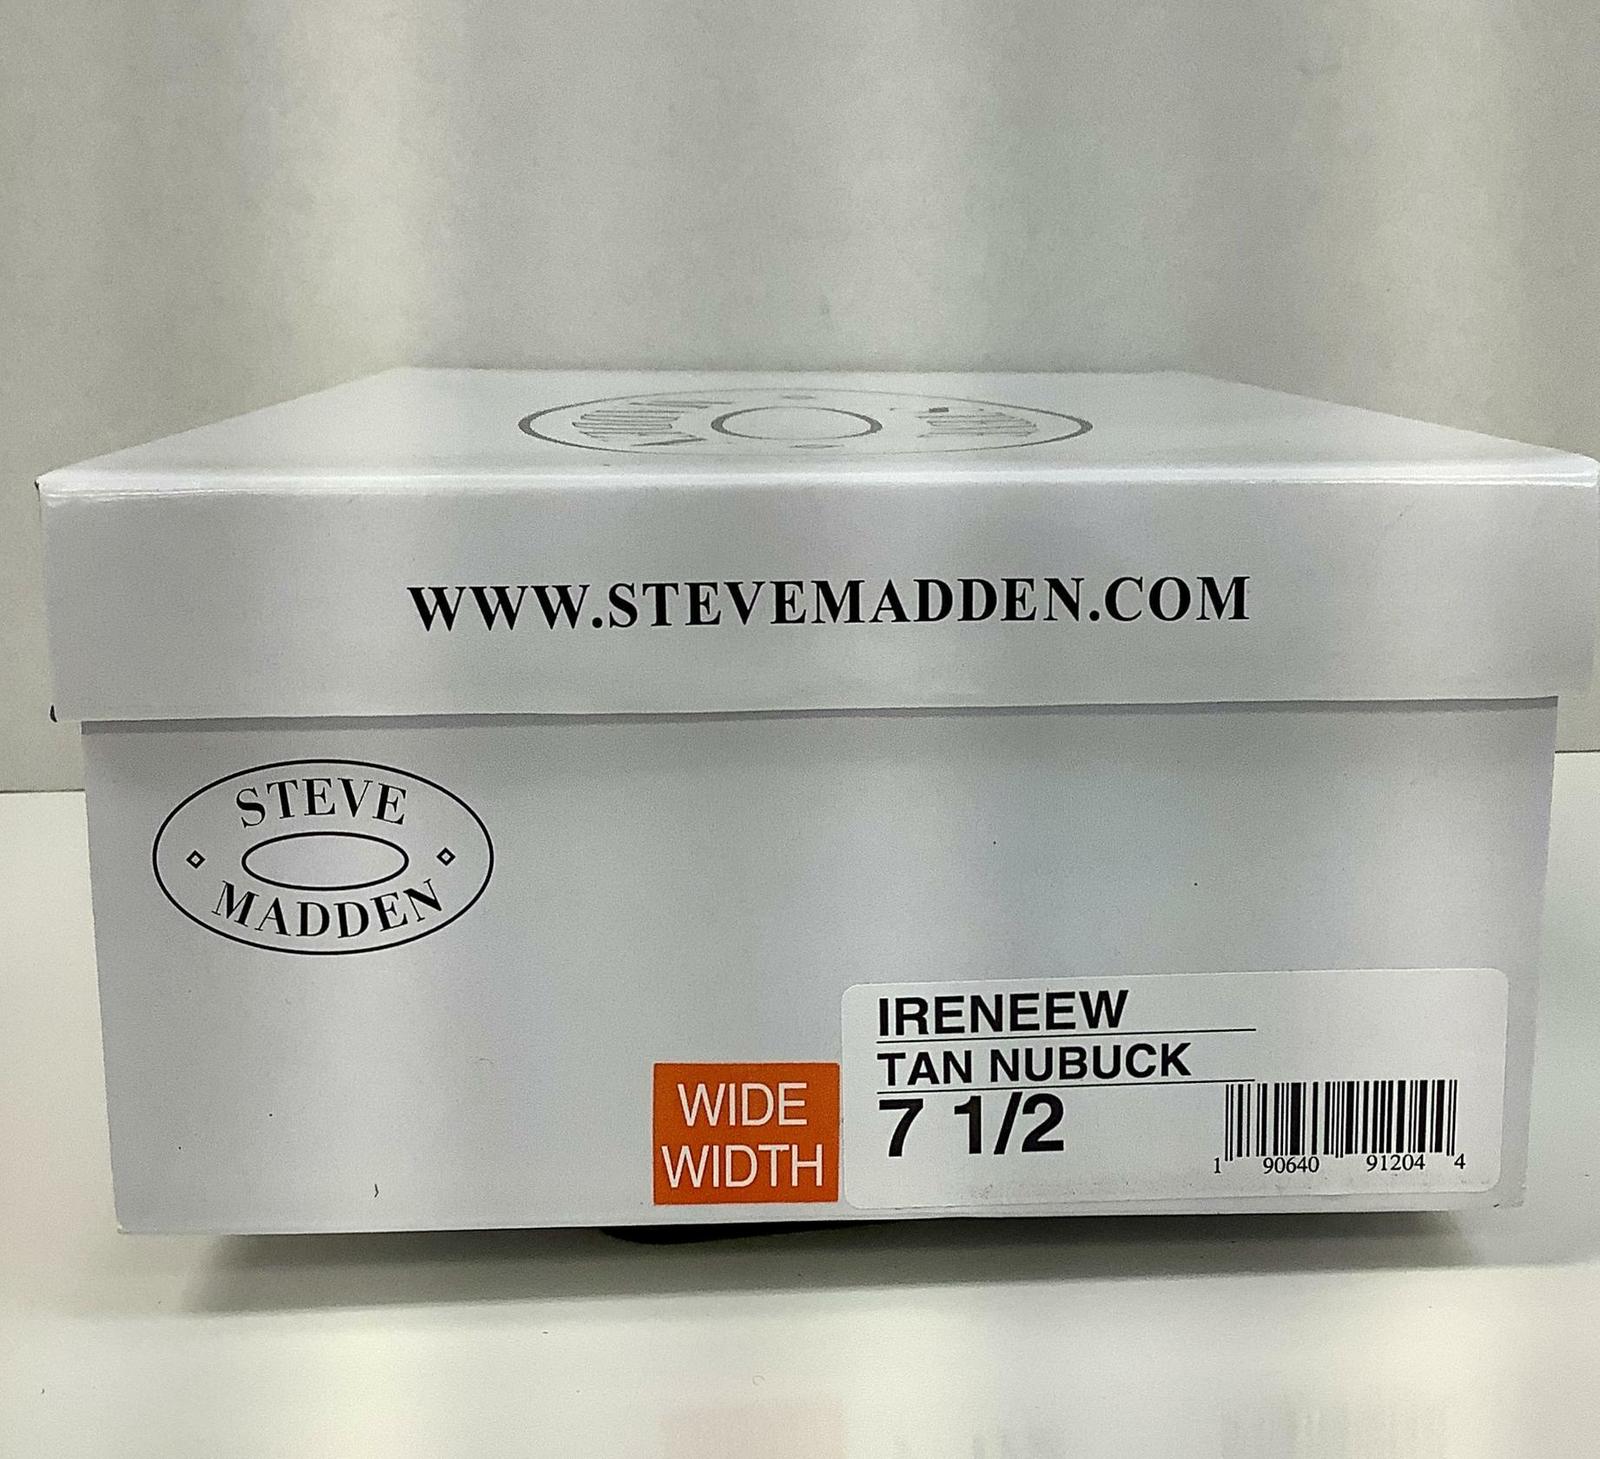 WWW.STEVEMADDEN.COM
STEVE
MADDEN
IRENEEW
TAN NUBUCK
7 1/2
WIDE
WIDTH
1 90640 91204 4